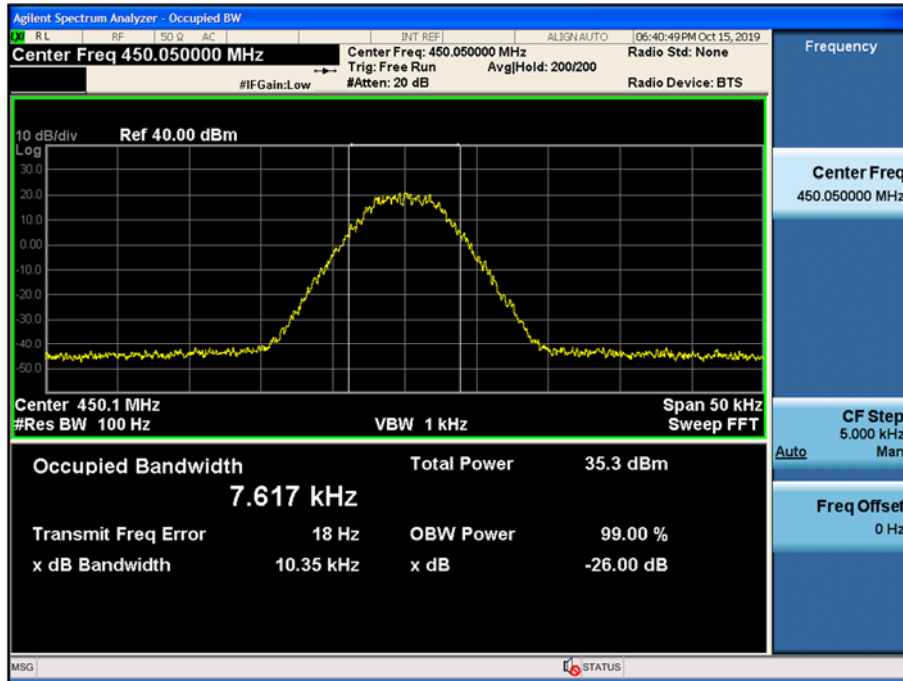 Agilent Spectrum Analyzer - Occupied BW
LXI RL RF 50 Ω AC INT REF ALIGN AUTO 06:40:49 PM Oct 15, 2019
Center Freq 450.050000 MHz
Center Freq: 450.050000 MHz
Radio Std: None
Trig: Free Run Avg|Hold: 200/200
#IFGain:Low #Atten: 20 dB Radio Device: BTS
10 dB/div Ref 40.00 dBm
Log
30.0
20.0
10.0
0.00
-10.0
-20.0
-30.0
-40.0
-50.0
Center 450.1 MHz Span 50 kHz
#Res BW 100 Hz VBW 1 kHz Sweep FFT
Occupied Bandwidth Total Power 35.3 dBm
7.617 kHz
Transmit Freq Error 18 Hz OBW Power 99.00 %
x dB Bandwidth 10.35 kHz x dB -26.00 dB
MSG STATUS
Frequency
Center Freq
450.050000 MHz
CF Step
5.000 kHz
Auto Man
Freq Offset
0 Hz